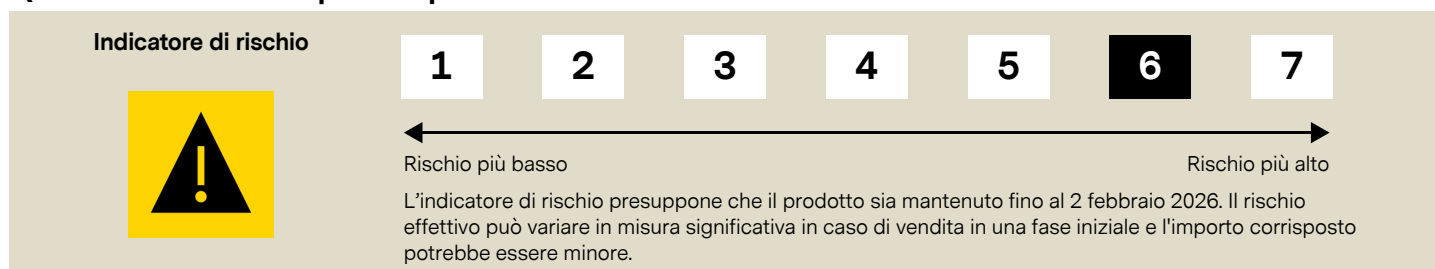 Indicatore di rischio
1 2 3 4 5 6 7
Rischio più basso Rischio più alto
L'indicatore di rischio presuppone che il prodotto sia mantenuto fino al 2 febbraio 2026. Il rischio
effettivo può variare in misura significativa in caso di vendita in una fase iniziale e l'importo corrisposto
potrebbe essere minore.